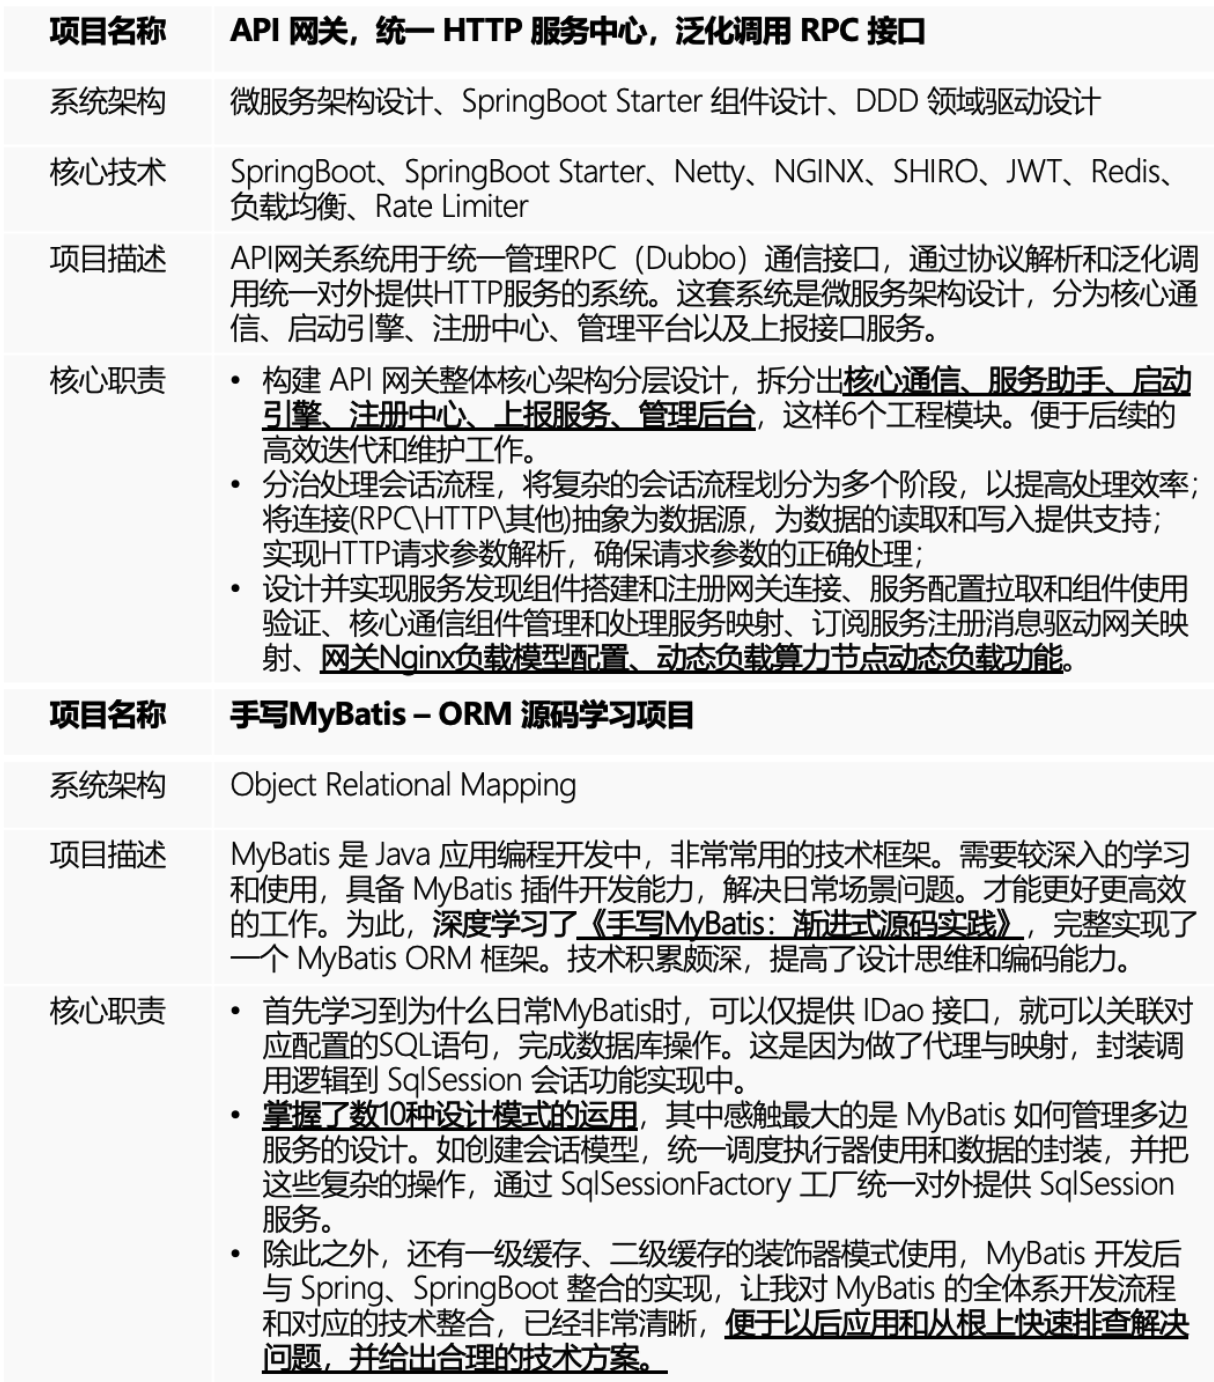 项目名称 API 网关，统一 HTTP 服务中心，泛化调用 RPC 接口
系统架构 微服务架构设计、SpringBoot Starter 组件设计、DDD 领域驱动设计
核心技术 SpringBoot、SpringBoot Starter、Netty、NGINX、SHIRO、JWT、Redis、
负载均衡、Rate Limiter
项目描述 API网关系统用于统一管理RPC（Dubbo）通信接口，通过协议解析和泛化调
用统一对外提供HTTP服务的系统。这套系统是微服务架构设计，分为核心通
信、启动引擎、注册中心、管理平台以及上报接口服务。
核心职责 • 构建 API 网关整体核心架构分层设计，拆分出核心通信、服务助手、启动
引擎、注册中心、上报服务、管理后台，这样6个工程模块。便于后续的
高效迭代和维护工作。
• 分治处理会话流程，将复杂的会话流程划分为多个阶段，以提高处理效率；
将连接(RPC\HTTP\其他)抽象为数据源，为数据的读取和写入提供支持；
实现HTTP请求参数解析，确保请求参数的正确处理；
• 设计并实现服务发现组件搭建和注册网关连接、服务配置拉取和组件使用
验证、核心通信组件管理和处理服务映射、订阅服务注册消息驱动网关映
射、网关Nginx负载模型配置、动态负载算力节点动态负载功能。
项目名称 手写MyBatis – ORM 源码学习项目
系统架构 Object Relational Mapping
项目描述 MyBatis 是 Java 应用编程开发中，非常常用的技术框架。需要较深入的学习
和使用，具备 MyBatis 插件开发能力，解决日常场景问题。才能更好更高效
的工作。为此，深度学习了《手写MyBatis：渐进式源码实践》，完整实现了
一个 MyBatis ORM 框架。技术积累颇深，提高了设计思维和编码能力。
核心职责 • 首先学习到为什么日常MyBatis时，可以仅提供 IDao 接口，就可以关联对
应配置的SQL语句，完成数据库操作。这是因为做了代理与映射，封装调
用逻辑到 SqlSession 会话功能实现中。
• 掌握了数10种设计模式的运用，其中感触最大的是 MyBatis 如何管理多边
服务的设计。如创建会话模型，统一调度执行器使用和数据的封装，并把
这些复杂的操作，通过 SqlSessionFactory 工厂统一对外提供 SqlSession
服务。
• 除此之外，还有一级缓存、二级缓存的装饰器模式使用，MyBatis 开发后
与 Spring、SpringBoot 整合的实现，让我对 MyBatis 的全体系开发流程
和对应的技术整合，已经非常清晰，便于以后应用和从根上快速排查解决
问题，并给出合理的技术方案。